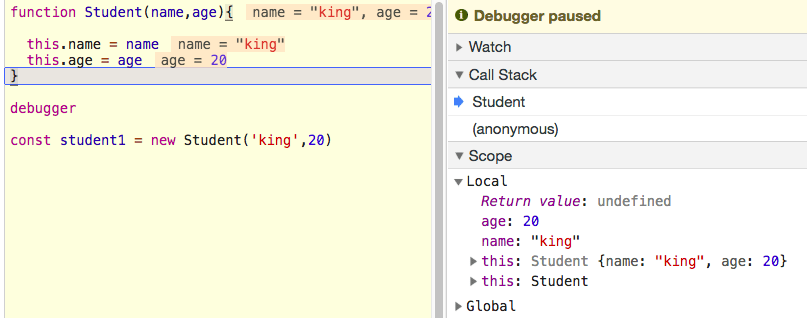 function Student(name,age){ name = "king", age = 2
this.name = name name = "king"
this.age = age age = 20
}
debugger
const student1 = new Student('king',20)
Debugger paused
Watch
Call Stack
Student
(anonymous)
Scope
Local
Return value: undefined
age: 20
name: "king"
this: Student {name: "king", age: 20}
this: Student
Global